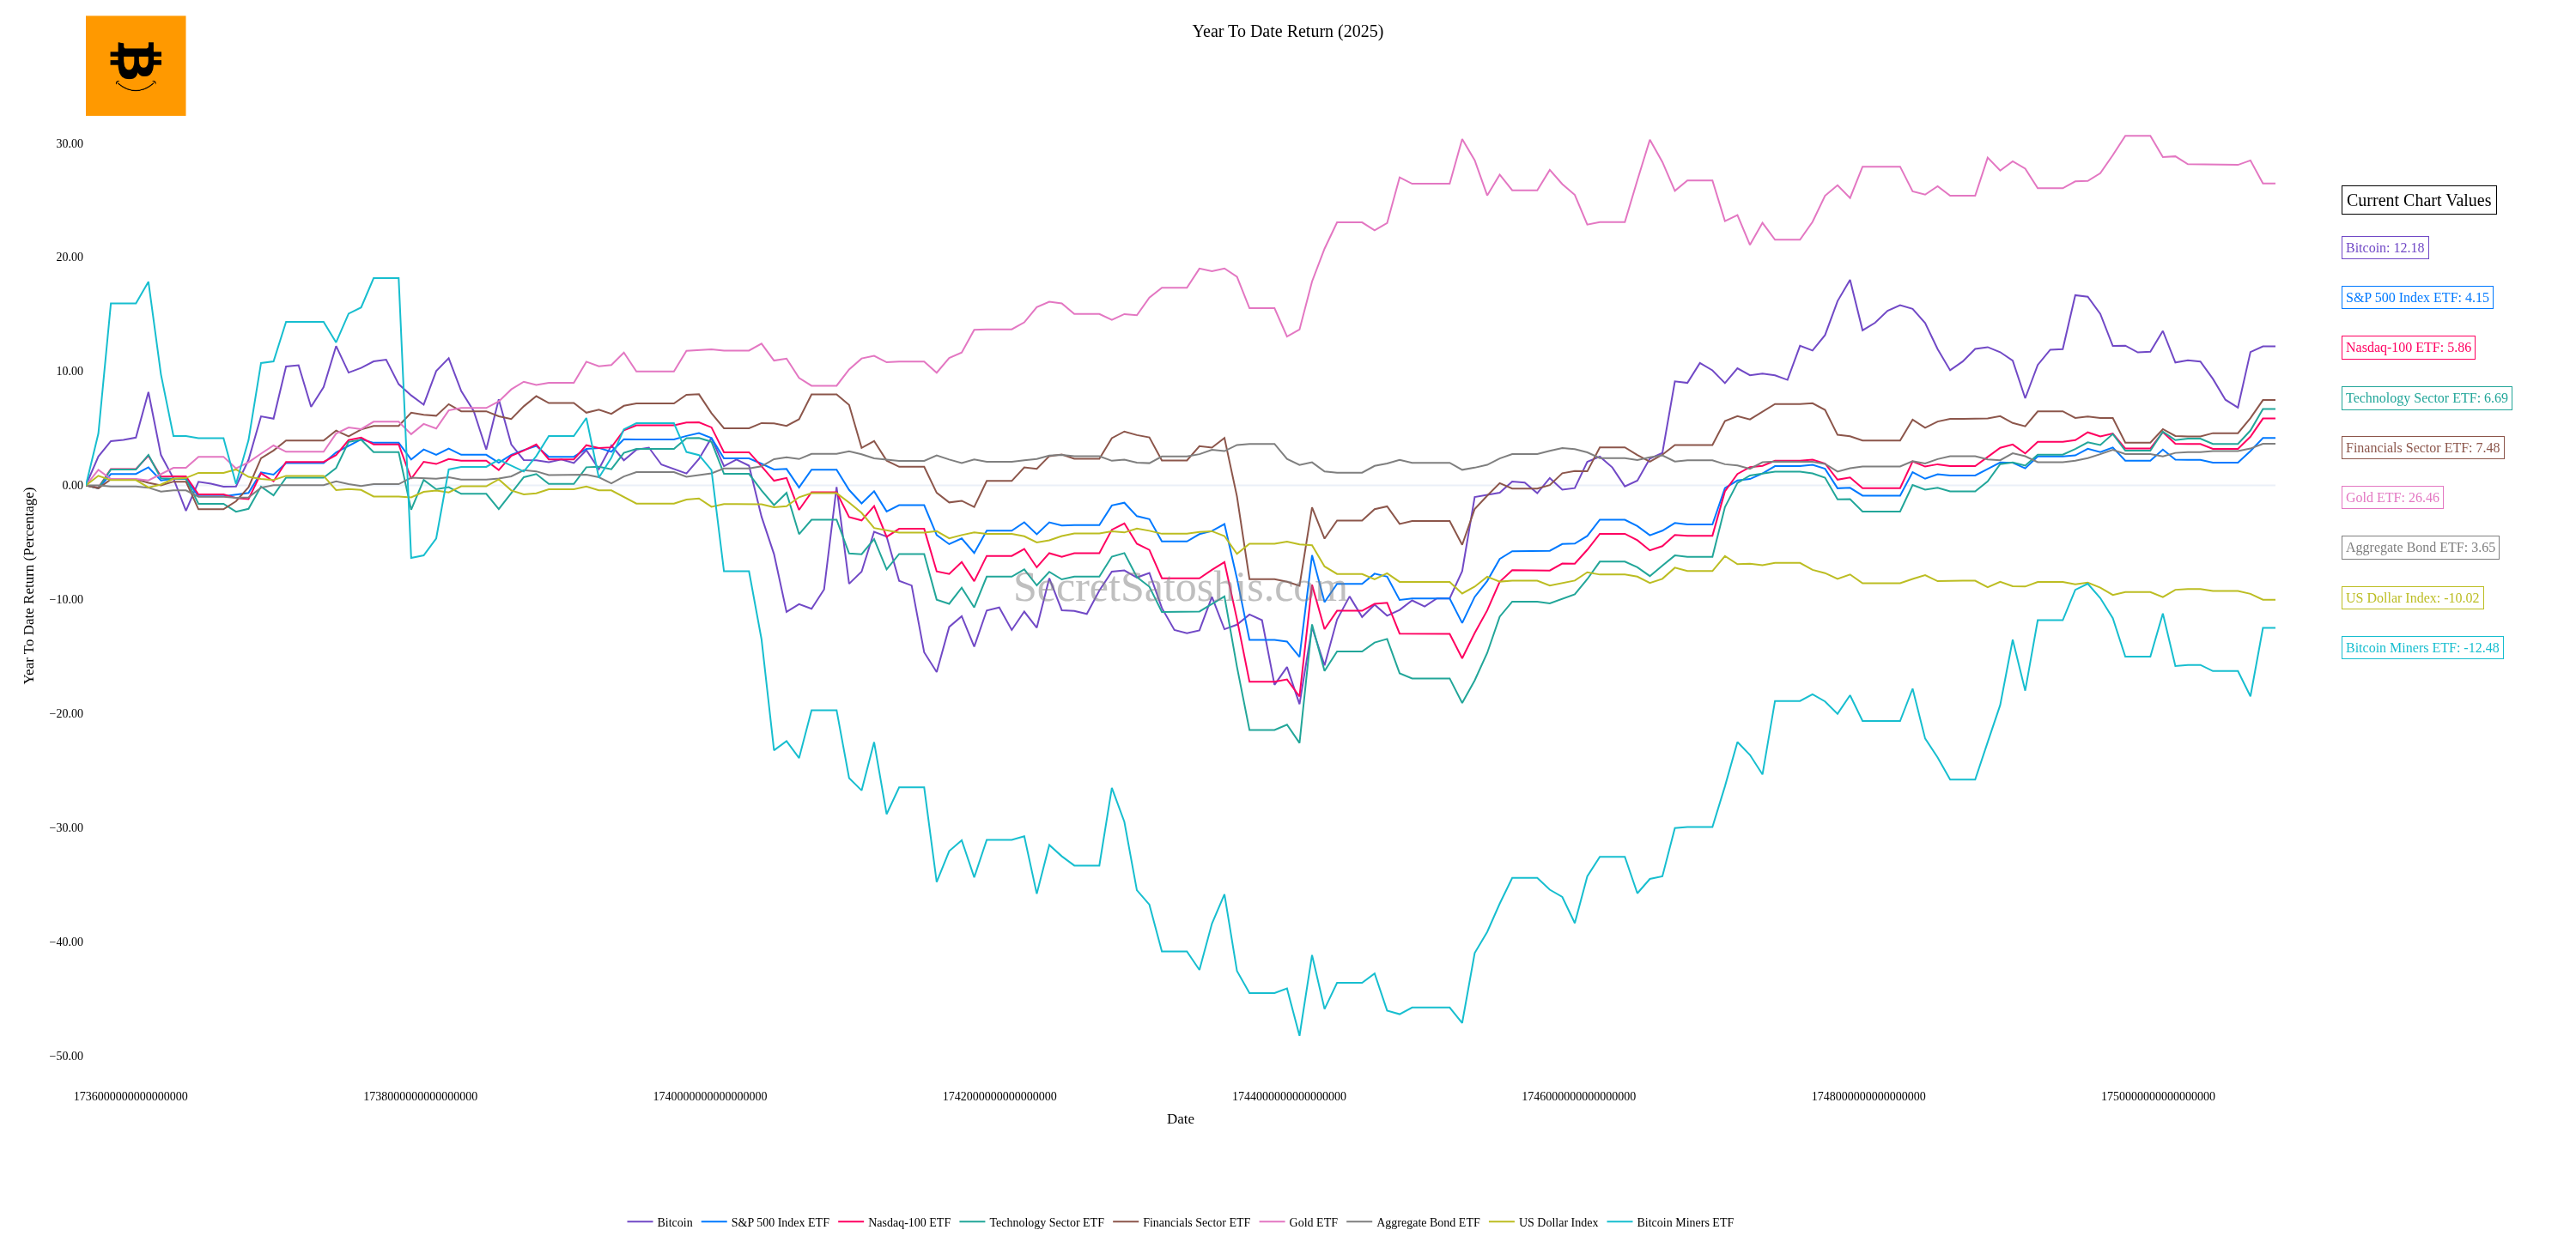 Year To Date Return (2025)
30.00
20.00
10.00
0.00
−10.00
−20.00
−30.00
−40.00
−50.00
Year To Date Return (Percentage)
SecretSatoshis.com
1736000000000000000
1738000000000000000
1740000000000000000
1742000000000000000
1744000000000000000
1746000000000000000
1748000000000000000
1750000000000000000
Date
Current Chart Values
Bitcoin: 12.18
S&P 500 Index ETF: 4.15
Nasdaq-100 ETF: 5.86
Technology Sector ETF: 6.69
Financials Sector ETF: 7.48
Gold ETF: 26.46
Aggregate Bond ETF: 3.65
US Dollar Index: -10.02
Bitcoin Miners ETF: -12.48
Bitcoin
S&P 500 Index ETF
Nasdaq-100 ETF
Technology Sector ETF
Financials Sector ETF
Gold ETF
Aggregate Bond ETF
US Dollar Index
Bitcoin Miners ETF